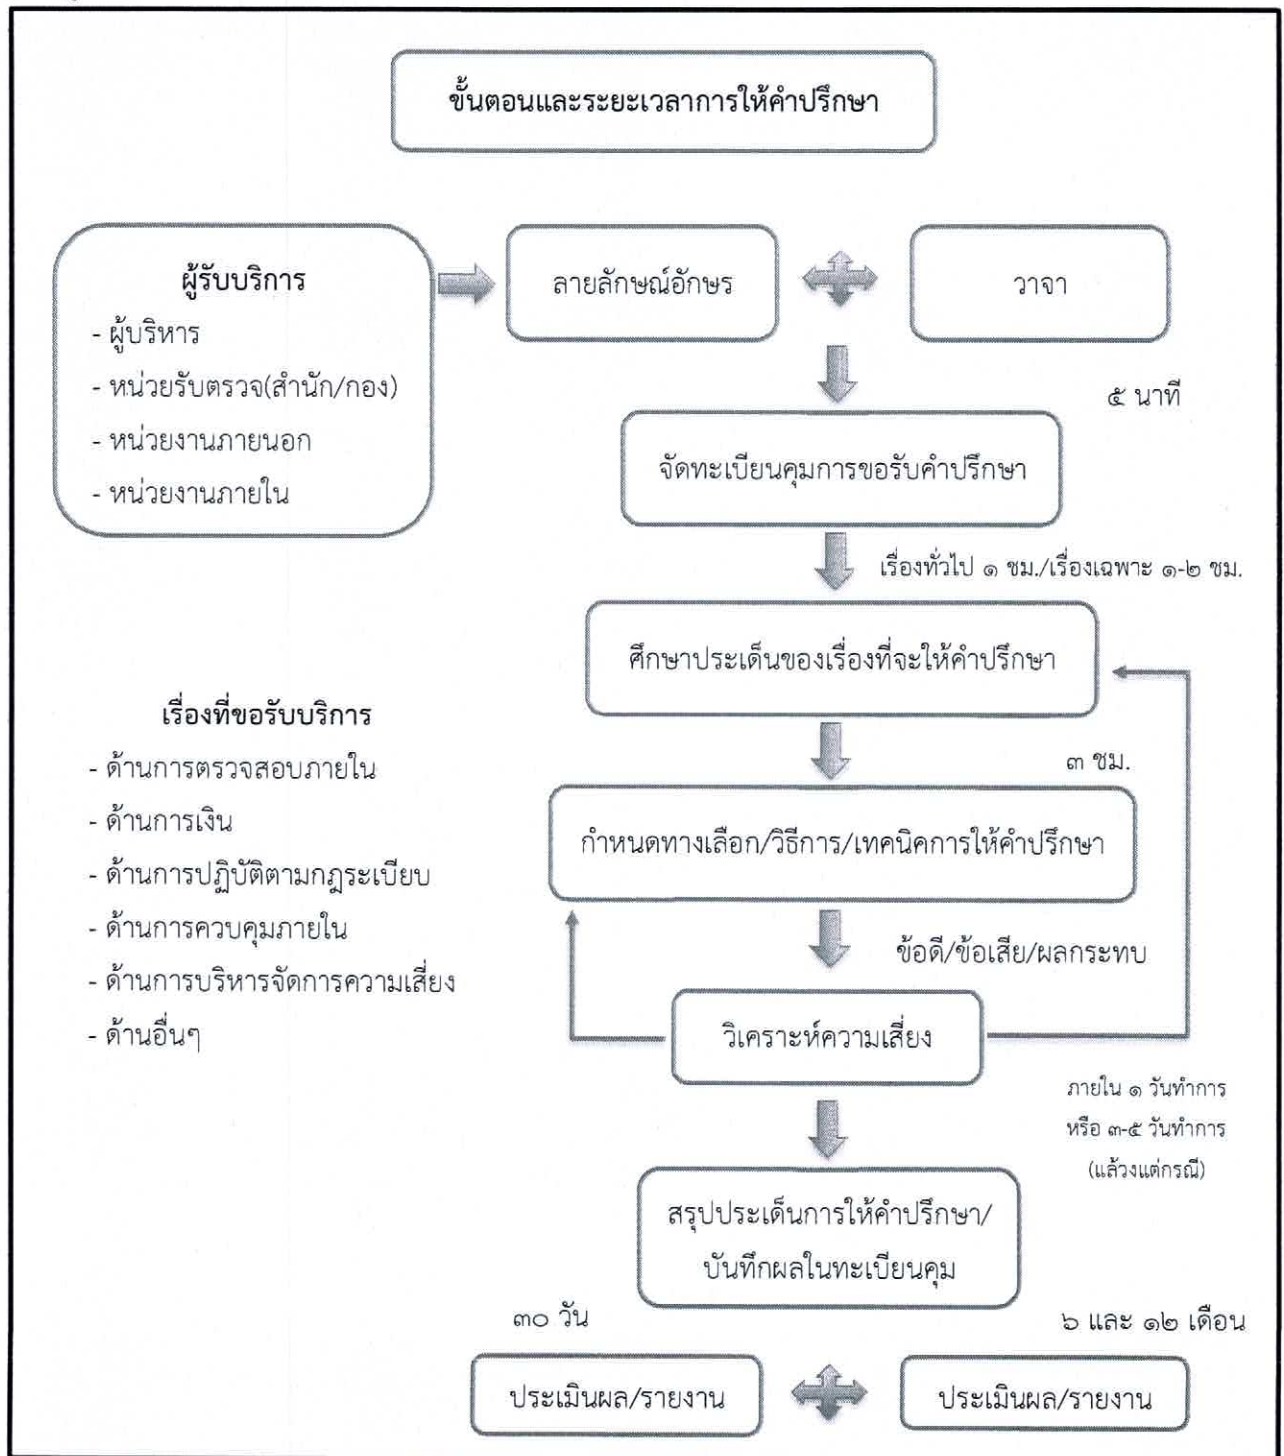 ขั้นตอนและระยะเวลาการให้คำปรึกษา
ผู้รับบริการ
- ผู้บริหาร
- หน่วยรับตรวจ(สำนัก/กอง)
- หน่วยงานภายนอก
- หน่วยงานภายใน
ลายลักษณ์อักษร
วาจา
๕ นาที
จัดทะเบียนคุมการขอรับคำปรึกษา
เรื่องทั่วไป ๑ ชม./เรื่องเฉพาะ ๑-๒ ชม.
ศึกษาประเด็นของเรื่องที่จะให้คำปรึกษา
๓ ชม.
กำหนดทางเลือก/วิธีการ/เทคนิคการให้คำปรึกษา
ข้อดี/ข้อเสีย/ผลกระทบ
วิเคราะห์ความเสี่ยง
เรื่องที่ขอรับบริการ
- ด้านการตรวจสอบภายใน
- ด้านการเงิน
- ด้านการปฏิบัติตามกฎระเบียบ
- ด้านการควบคุมภายใน
- ด้านการบริหารจัดการความเสี่ยง
- ด้านอื่นๆ
ภายใน ๑ วันทำการ
หรือ ๓-๕ วันทำการ
(แล้วงแต่กรณี)
สรุปประเด็นการให้คำปรึกษา/
บันทึกผลในทะเบียนคุม
๓๐ วัน
๖ และ ๑๒ เดือน
ประเมินผล/รายงาน
ประเมินผล/รายงาน